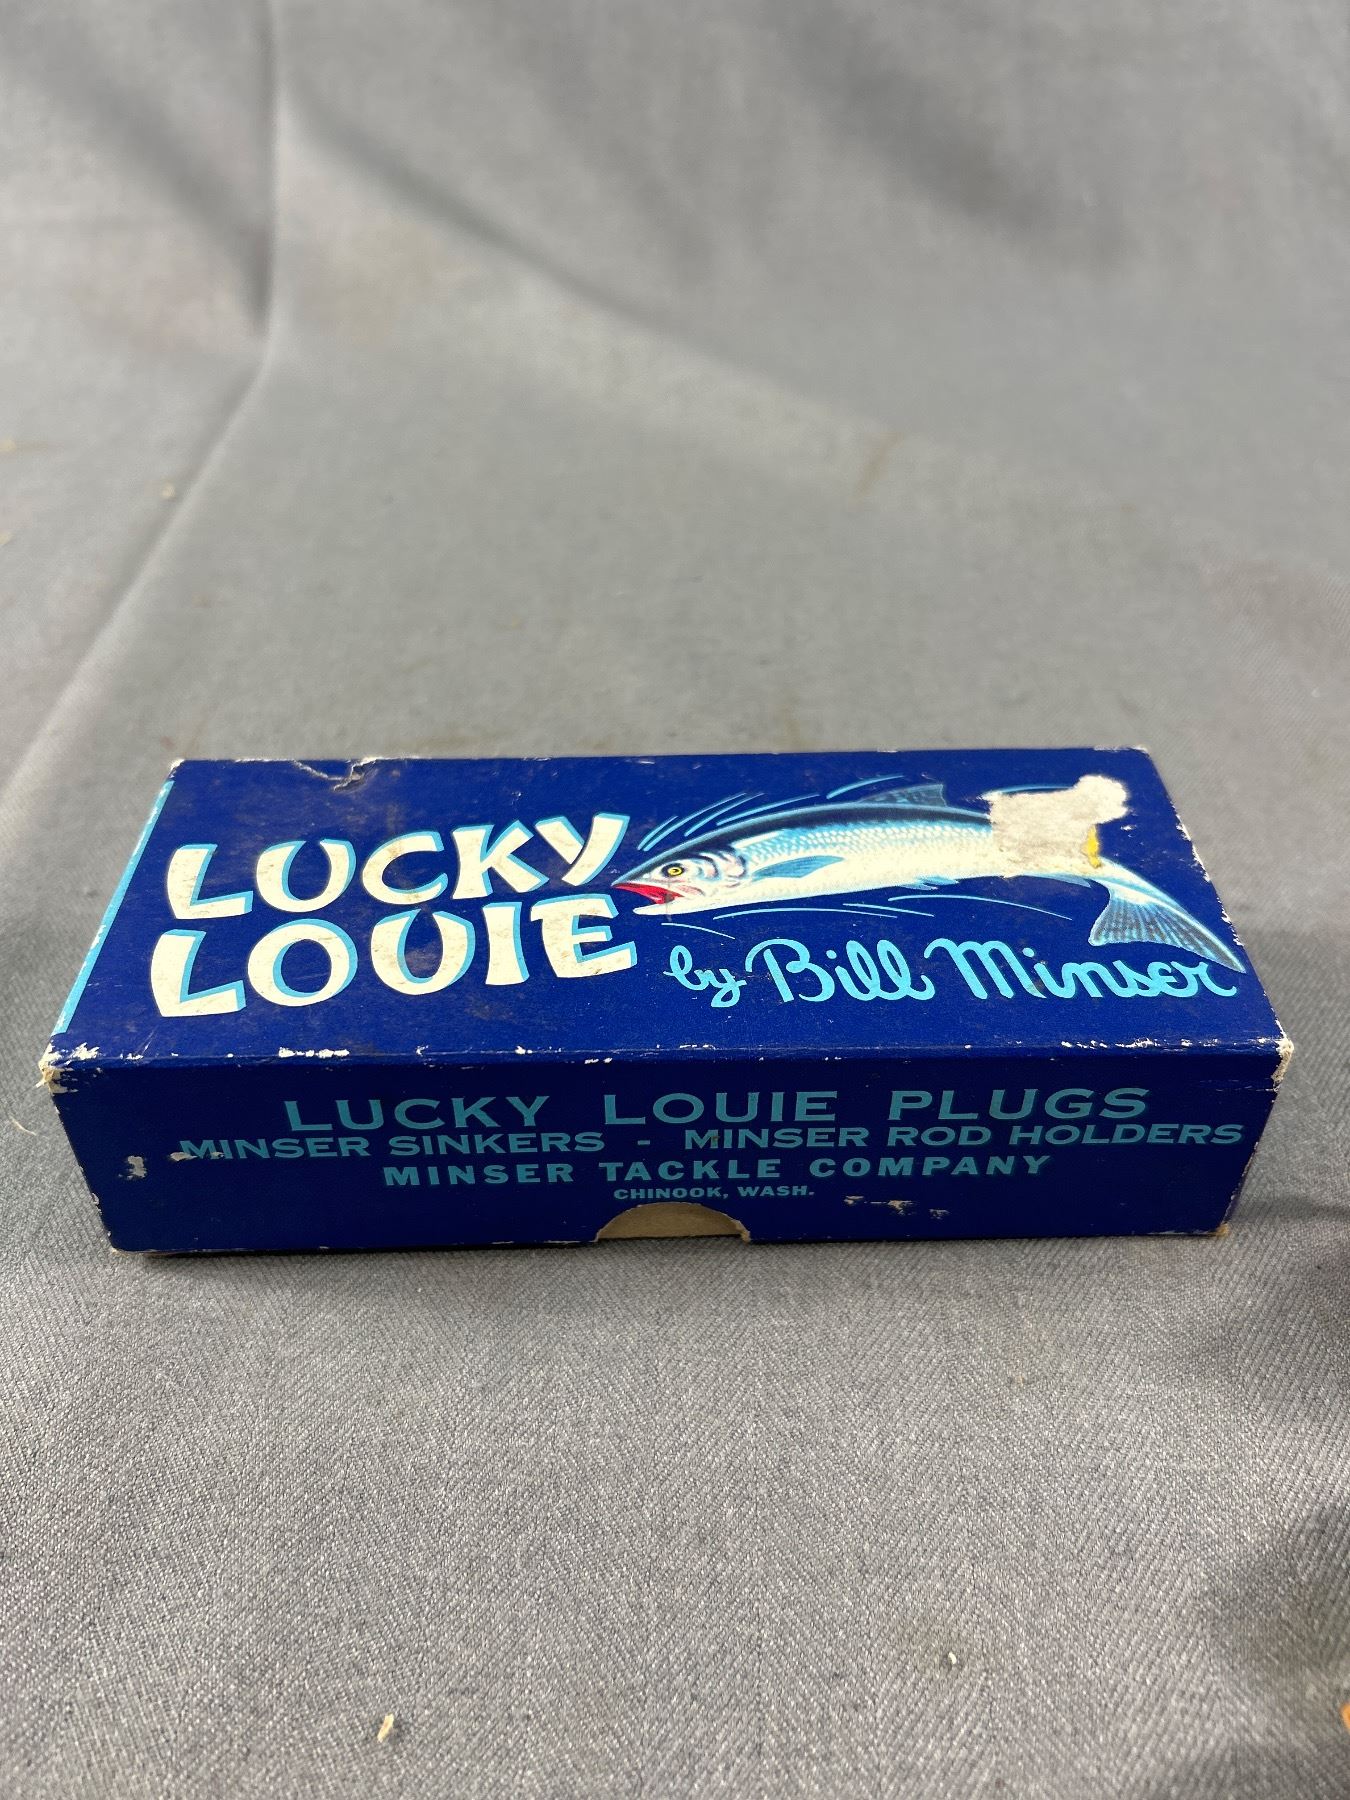 LUCKY
LOUIE
by Bill Minser
LUCKY LOUIE PLUGS
MINSER SINKERS - MINSER ROD HOLDERS
MINSER TACKLE COMPANY
CHINOOK, WASH.